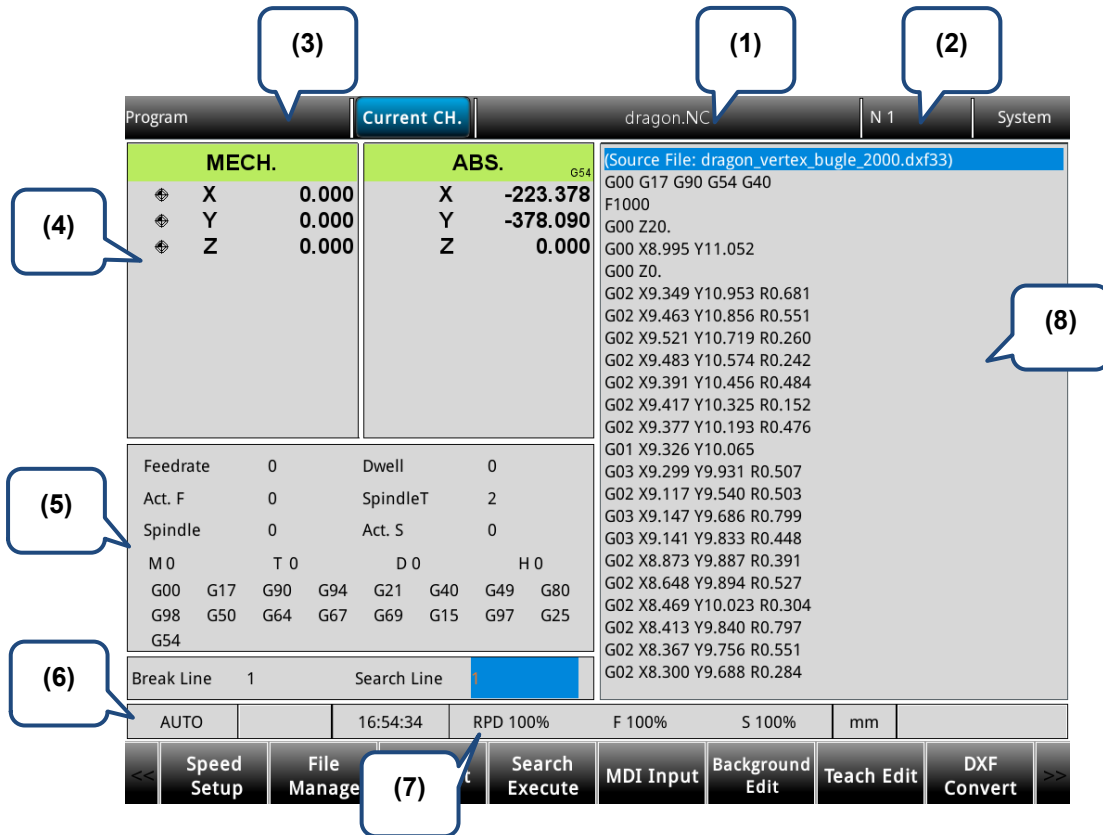 (3) (1) (2)
Program Current CH. dragon.NC N 1 System
MECH. ABS. G54
X 0.000 X -223.378
Y 0.000 Y -378.090
Z 0.000 Z 0.000
(4)
(Source File: dragon_vertex_bugle_2000.dxf33)
G00 G17 G90 G54 G40
F1000
G00 Z20.
G00 X8.995 Y11.052
G00 Z0.
G02 X9.349 Y10.953 R0.681
G02 X9.463 Y10.856 R0.551
G02 X9.521 Y10.719 R0.260
G02 X9.483 Y10.574 R0.242
G02 X9.391 Y10.456 R0.484
G02 X9.417 Y10.325 R0.152
G02 X9.377 Y10.193 R0.476
G01 X9.326 Y10.065
G03 X9.299 Y9.931 R0.507
G02 X9.117 Y9.540 R0.503
G03 X9.147 Y9.686 R0.799
G03 X9.141 Y9.833 R0.448
G02 X8.873 Y9.887 R0.391
G02 X8.648 Y9.894 R0.527
G02 X8.469 Y10.023 R0.304
G02 X8.413 Y9.840 R0.797
G02 X8.367 Y9.756 R0.551
G02 X8.300 Y9.688 R0.284
(8)
Feedrate 0 Dwell 0
Act. F 0 SpindleT 2
Spindle 0 Act. S 0
M 0 T 0 D 0 H 0
G00 G17 G90 G94 G21 G40 G49 G80
G98 G50 G64 G67 G69 G15 G97 G25
G54
(5)
Break Line 1 Search Line 1
(6)
AUTO 16:54:34 RPD 100% F 100% S 100% mm
<< Speed Setup File Manage Search Execute MDI Input Background Edit Teach Edit DXF Convert >>
(7)